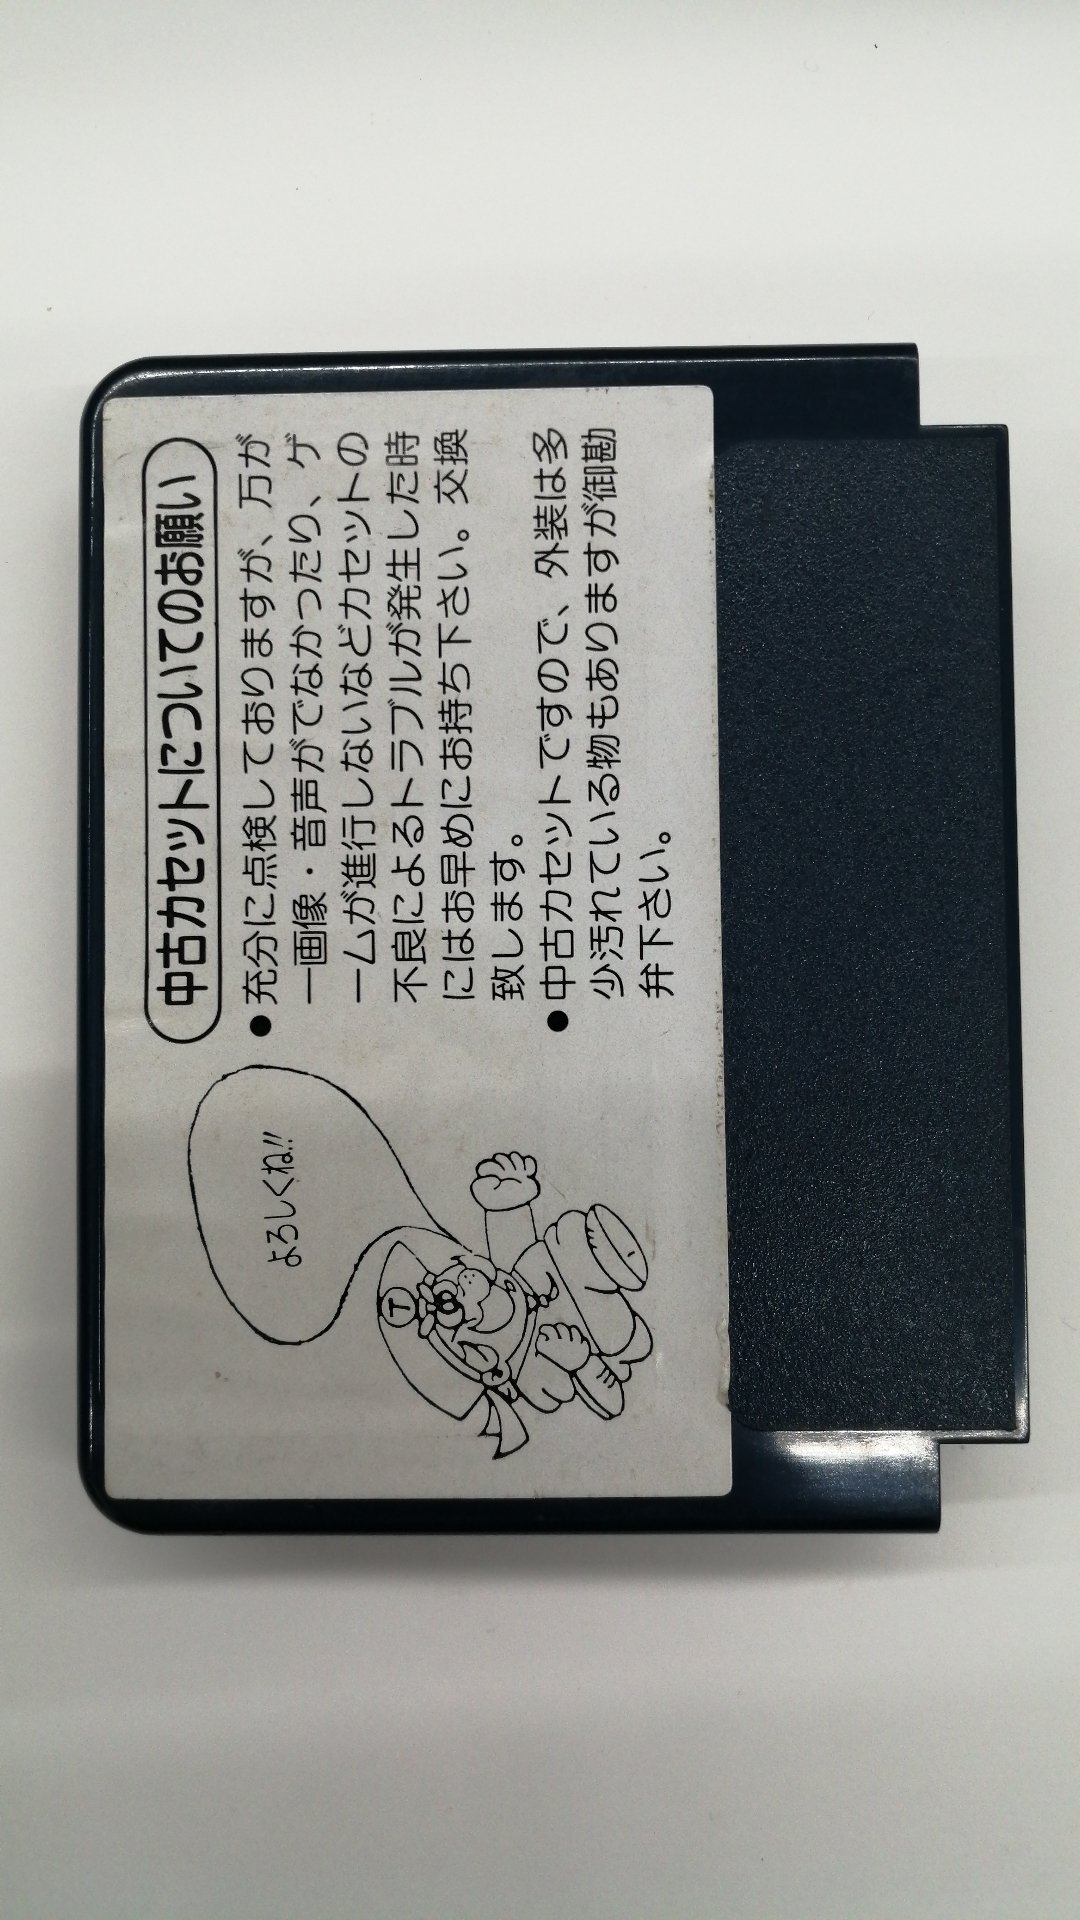 中古カセットについてのお願い
●充分に点検しておりますが、万が
一画像・音声がでなかったり、ゲ
ームが進行しないなどカセットの
不良によるトラブルが発生した時
にはお早めにお持ち下さい。交換
致します。
●中古カセットですので、外装は多
少汚れている物もありますが御勘
弁下さい。
よろしくね!!
T